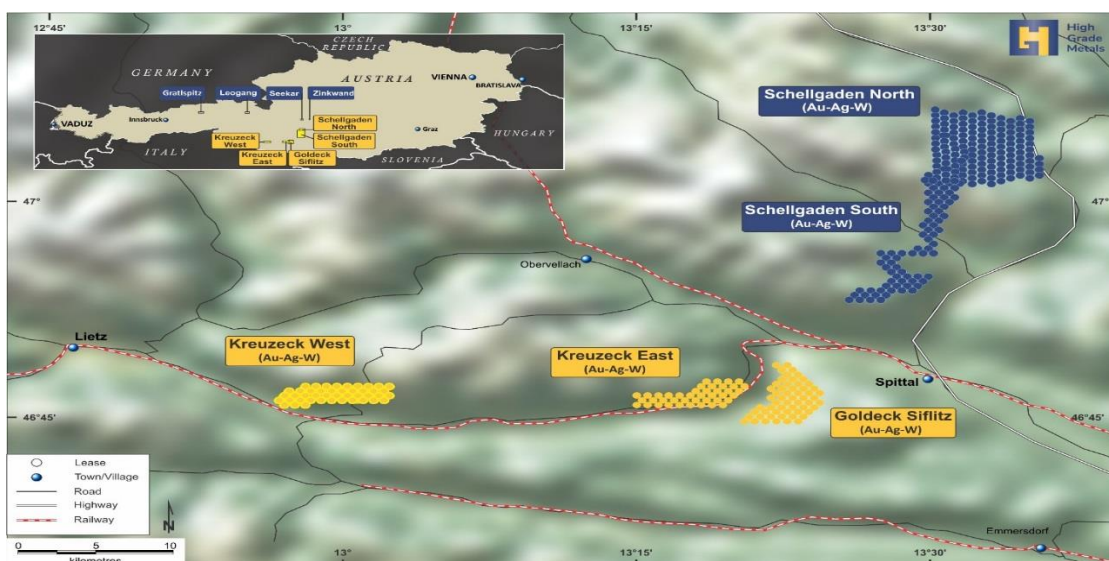 12°45'
13°
13°15'
13°30'
High
Grade
Metals
CZECH
REPUBLIC
GERMANY
AUSTRIA
VIENNA
BRATISLAVA
Gratlspitz
Leogang
Seekar
Zinkwand
VADUZ
Innsbruck
Schellgaden
North
Graz
HUNGARY
Kreuzeck
West
Schellgaden
South
ITALY
Kreuzeck
East
Goldeck
Siflitz
SLOVENIA
Schellgaden North
(Au-Ag-W)
47°
47°
Schellgaden South
(Au-Ag-W)
Obervellach
Lietz
Kreuzeck West
(Au-Ag-W)
Kreuzeck East
(Au-Ag-W)
Spittal
46°45'
46°45'
Goldeck Siflitz
(Au-Ag-W)
Lease
Town/Village
Road
Highway
Railway
N
0 5 10
kilometres
Emmersdorf
13°
13°15'
13°30'